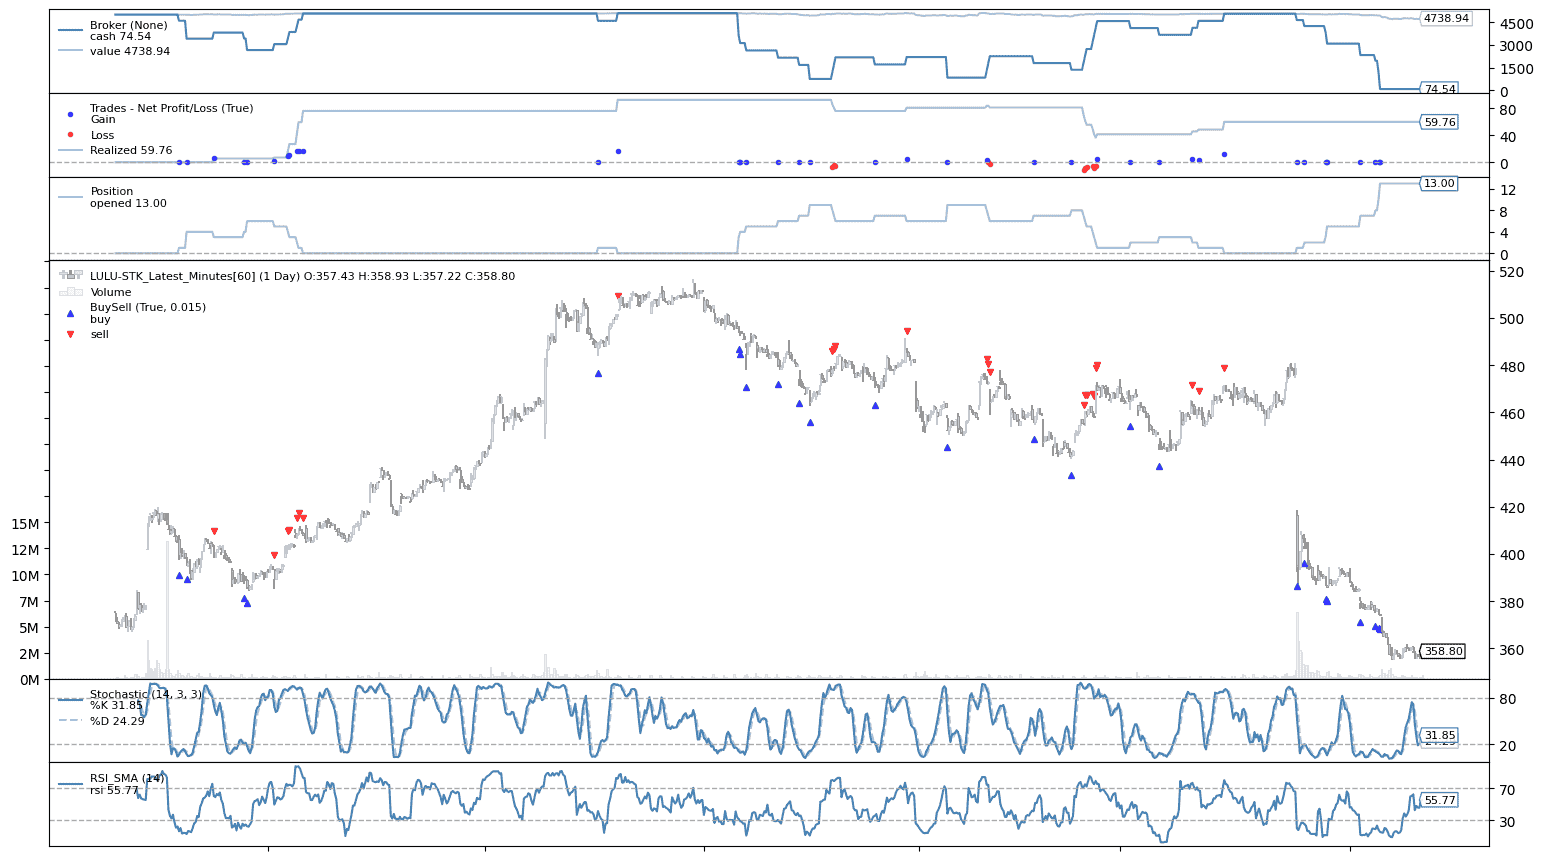 Broker (None)
cash 74.54
value 4738.94
4738.94
4500
3000
1500
0
74.54
Trades - Net Profit/Loss (True)
Gain
Loss
Realized 59.76
80
59.76
40
0
Position
opened 13.00
13.00
12
8
4
0
LULU-STK_Latest_Minutes[60] (1 Day) O:357.43 H:358.93 L:357.22 C:358.80
Volume
BuySell (True, 0.015)
buy
sell
520
500
480
460
440
420
400
380
360
358.80
15M
12M
10M
7M
5M
2M
0M
Stochastic (14, 3, 3)
%K 31.85
%D 24.29
80
31.85
20
RSI_SMA (14)
rsi 55.77
70
55.77
30